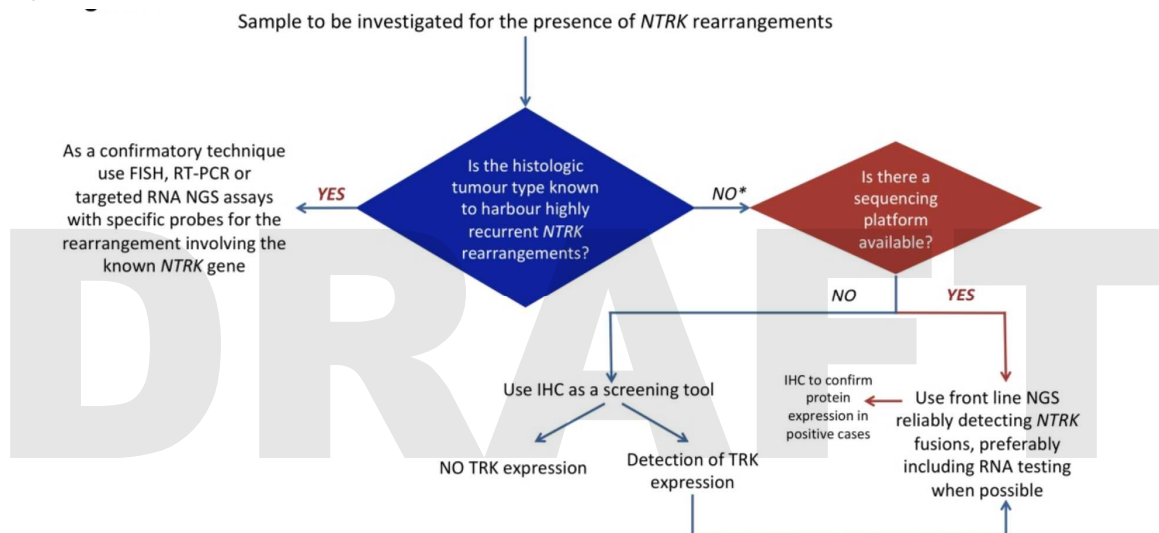 Sample to be investigated for the presence of NTRK rearrangements
As a confirmatory technique
use FISH, RT-PCR or
targeted RNA NGS assays
with specific probes for the
rearrangement involving the
known NTRK gene
YES
Is the histologic
tumour type known
to harbour highly
recurrent NTRK
rearrangements?
NO*
Is there a
sequencing
platform
available?
NO
YES
Use IHC as a screening tool
NO TRK expression
Detection of TRK
expression
IHC to confirm
protein
expression in
positive cases
Use front line NGS
reliably detecting NTRK
fusions, preferably
including RNA testing
when possible
DRAFT